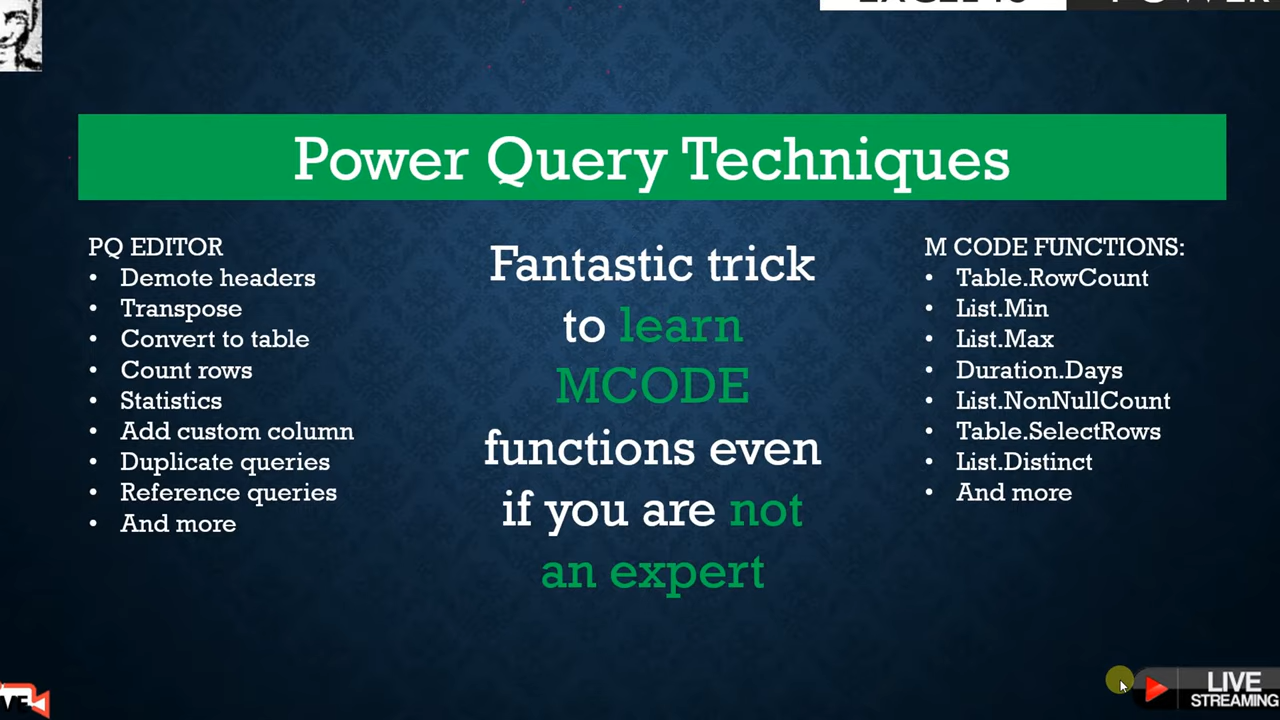 POWER
Power Query Techniques
PQ EDITOR
• Demote headers
• Transpose
• Convert to table
• Count rows
• Statistics
• Add custom column
• Duplicate queries
• Reference queries
• And more
Fantastic trick
to learn
MCODE
functions even
if you are not
an expert
M CODE FUNCTIONS:
• Table.RowCount
• List.Min
• List.Max
• Duration.Days
• List.NonNullCount
• Table.SelectRows
• List.Distinct
• And more
LIVE
STREAMING